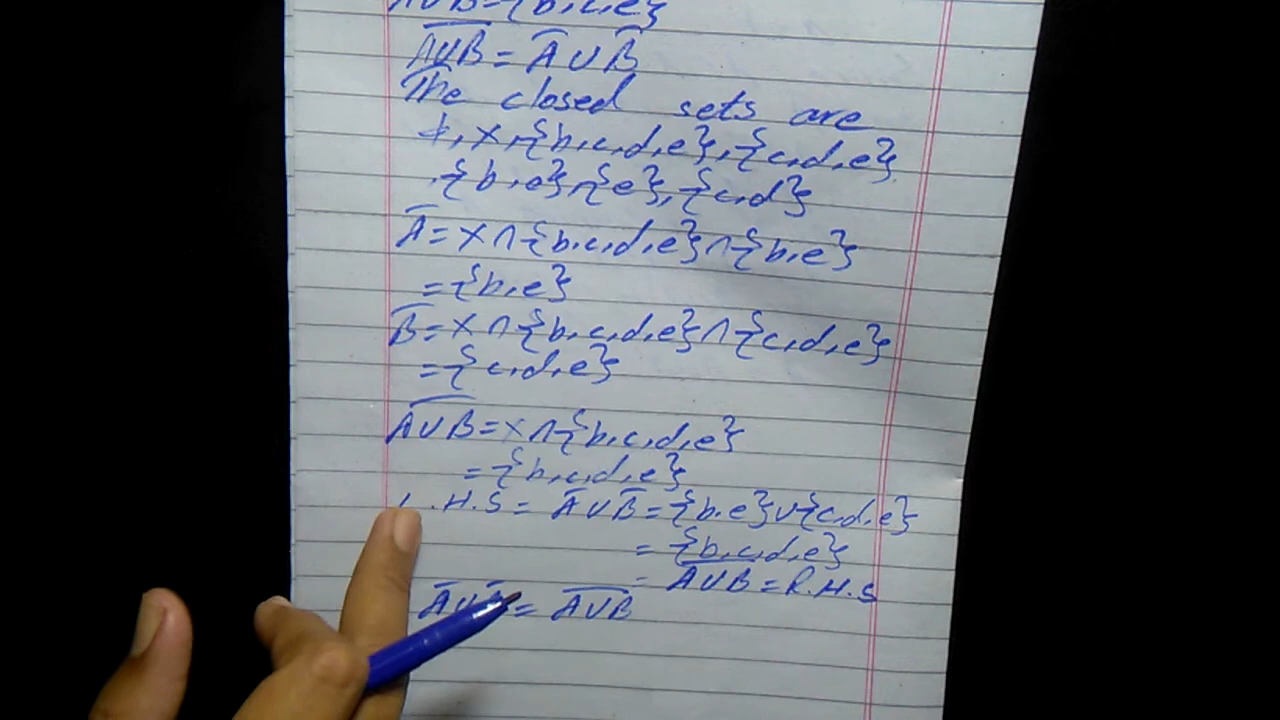 A∪B={b,c,e}
A̅∪̅B̅ = A̅ ∪ B̅
The closed sets are
ϕ, X, {b,c,d,e}, {c,d,e}
, {b,e}, {e}, {c,d}
A̅ = X∩{b,c,d,e}∩{b,e}
= {b,e}
B̅ = X∩{b,c,d,e}∩{c,d,e}
= {c,d,e}
A̅∪̅B̅ = X∩{b,c,d,e}
= {b,c,d,e}
L.H.S = A̅∪B̅ = {b,e}∪{c,d,e}
= {b,c,d,e}
= A̅∪̅B̅ = R.H.S
A̅∪B̅ = A̅∪̅B̅